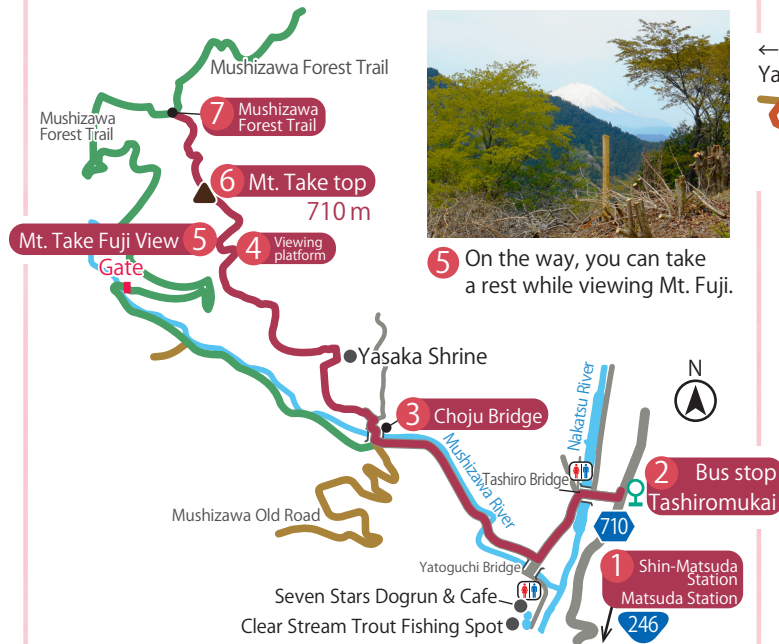 Mushizawa Forest Trail
←
Ya
Mushizawa
Forest Trail
7 Mushizawa
Forest Trail
6 Mt. Take top
710 m
Mt. Take Fuji View 5
4 Viewing
platform
Gate
5 On the way, you can take
a rest while viewing Mt. Fuji.
Yasaka Shrine
N
3 Choju Bridge
Nakatsu River
Mushizawa River
Tashiro Bridge
2 Bus stop
Tashiromukai
Mushizawa Old Road
710
Yatoguchi Bridge
1 Shin-Matsuda
Station
Matsuda Station
246
Seven Stars Dogrun & Cafe
Clear Stream Trout Fishing Spot